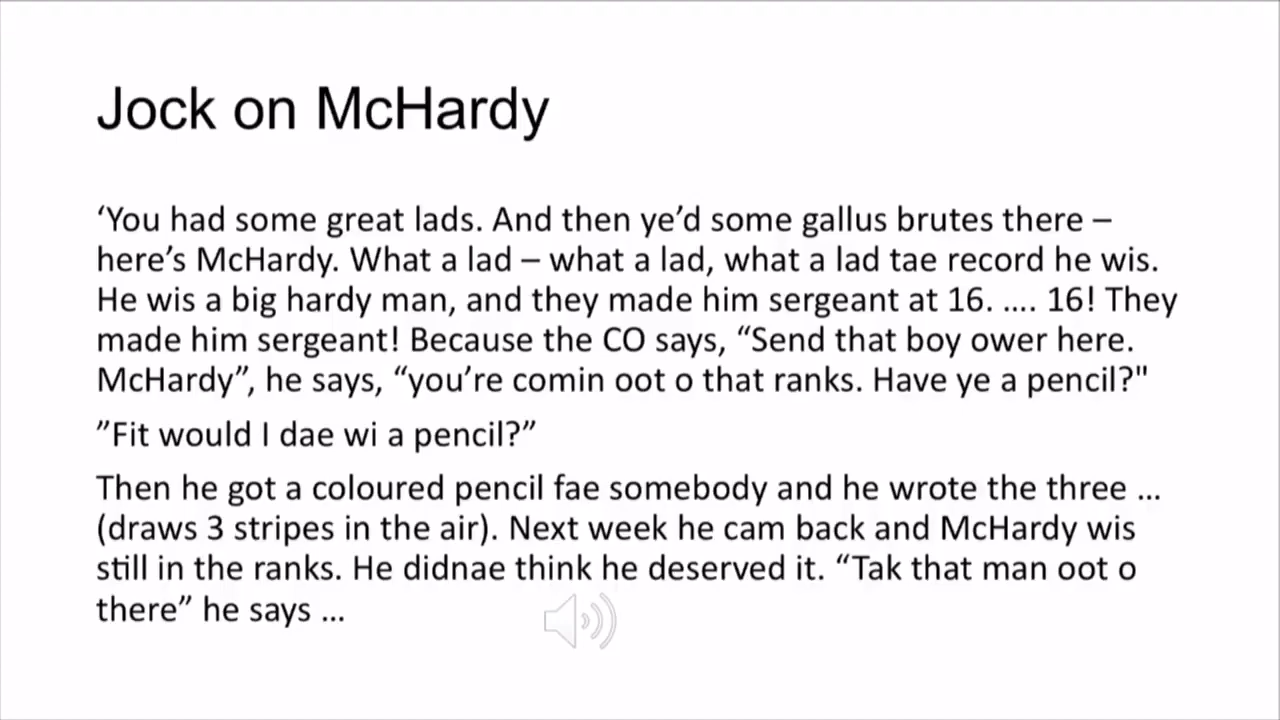 Jock on McHardy
‘You had some great lads. And then ye’d some gallus brutes there –
here’s McHardy. What a lad – what a lad, what a lad tae record he wis.
He wis a big hardy man, and they made him sergeant at 16. .... 16! They
made him sergeant! Because the CO says, “Send that boy ower here.
McHardy”, he says, “you’re comin oot o that ranks. Have ye a pencil?"
”Fit would I dae wi a pencil?”
Then he got a coloured pencil fae somebody and he wrote the three ...
(draws 3 stripes in the air). Next week he cam back and McHardy wis
still in the ranks. He didnae think he deserved it. “Tak that man oot o
there” he says ...